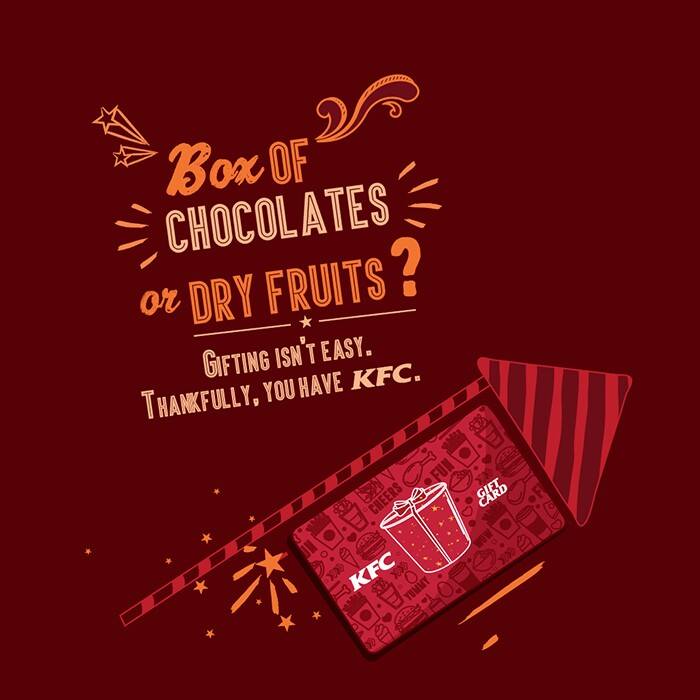 Box OF
CHOCOLATES
or DRY FRUITS?
GIFTING ISN'T EASY.
THANKFULLY, YOU HAVE KFC.
GIFT
CARD
CHEERS
FUN
KFC
YUMMY